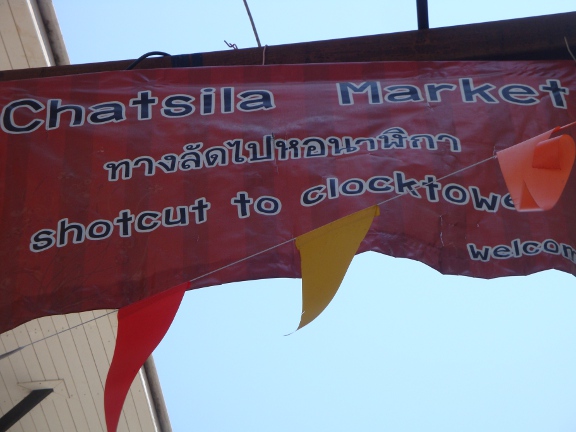 Chatsila Market
ทางลัดไปหอนาฬิกา
shotcut to clocktowe
welcom